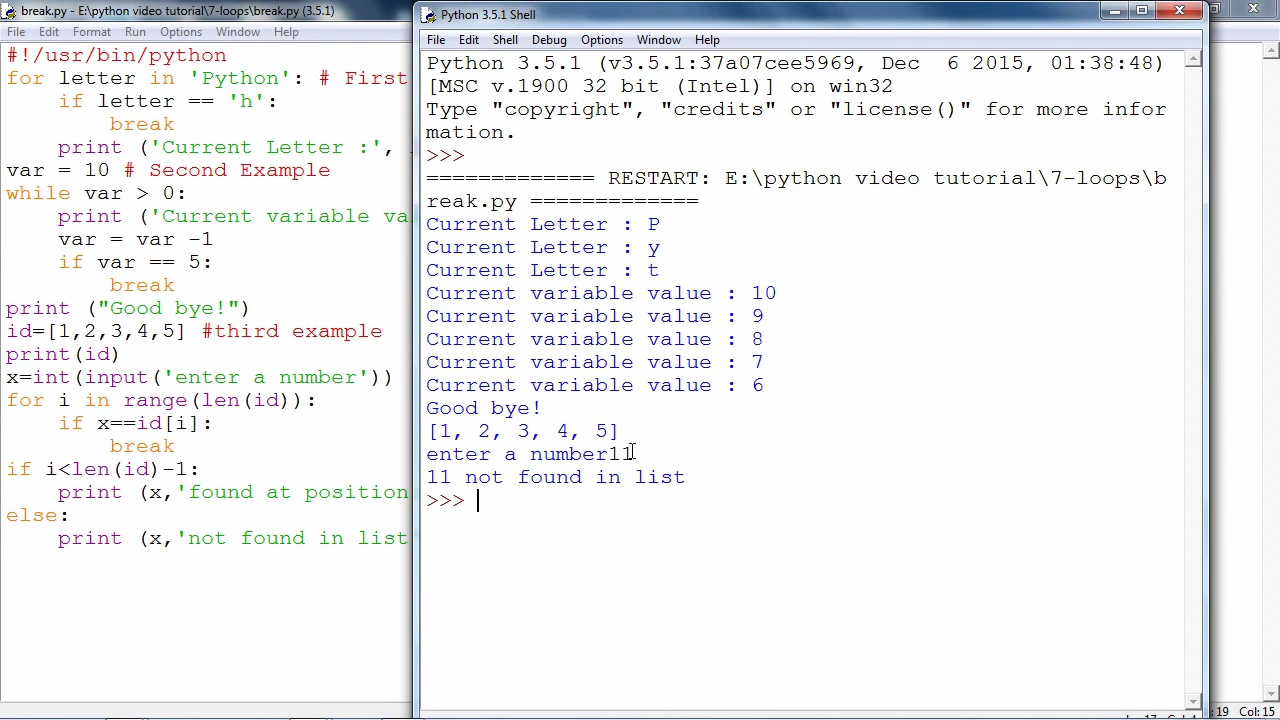 break.py - E:\python video tutorial\7-loops\break.py (3.5.1)
File Edit Format Run Options Window Help
#!/usr/bin/python
for letter in 'Python': # First
    if letter == 'h':
        break
    print ('Current Letter :',
var = 10 # Second Example
while var > 0:
    print ('Current variable va
    var = var -1
    if var == 5:
        break
print ("Good bye!")
id=[1,2,3,4,5] #third example
print(id)
x=int(input('enter a number'))
for i in range(len(id)):
    if x==id[i]:
        break
if i<len(id)-1:
    print (x,'found at position
else:
    print (x,'not found in list
Python 3.5.1 Shell
File Edit Shell Debug Options Window Help
Python 3.5.1 (v3.5.1:37a07cee5969, Dec  6 2015, 01:38:48)
[MSC v.1900 32 bit (Intel)] on win32
Type "copyright", "credits" or "license()" for more infor
mation.
>>>
============= RESTART: E:\python video tutorial\7-loops\b
reak.py =============
Current Letter : P
Current Letter : y
Current Letter : t
Current variable value : 10
Current variable value : 9
Current variable value : 8
Current variable value : 7
Current variable value : 6
Good bye!
[1, 2, 3, 4, 5]
enter a number11
11 not found in list
>>>
: 19 Col: 15